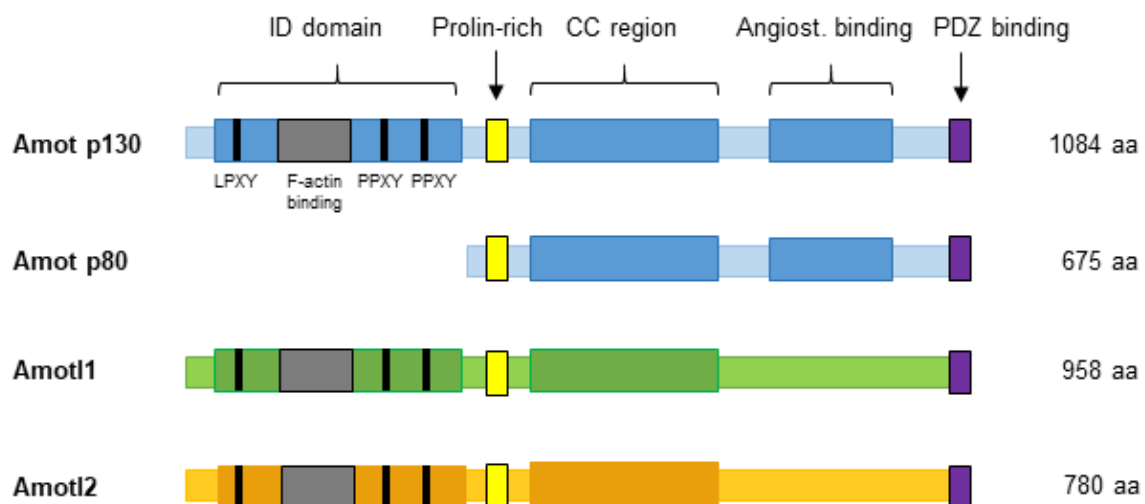 ID domain Prolin-rich CC region Angiost. binding PDZ binding
Amot p130 1084 aa
LPXY F-actin binding PPXY PPXY
Amot p80 675 aa
Amotl1 958 aa
Amotl2 780 aa